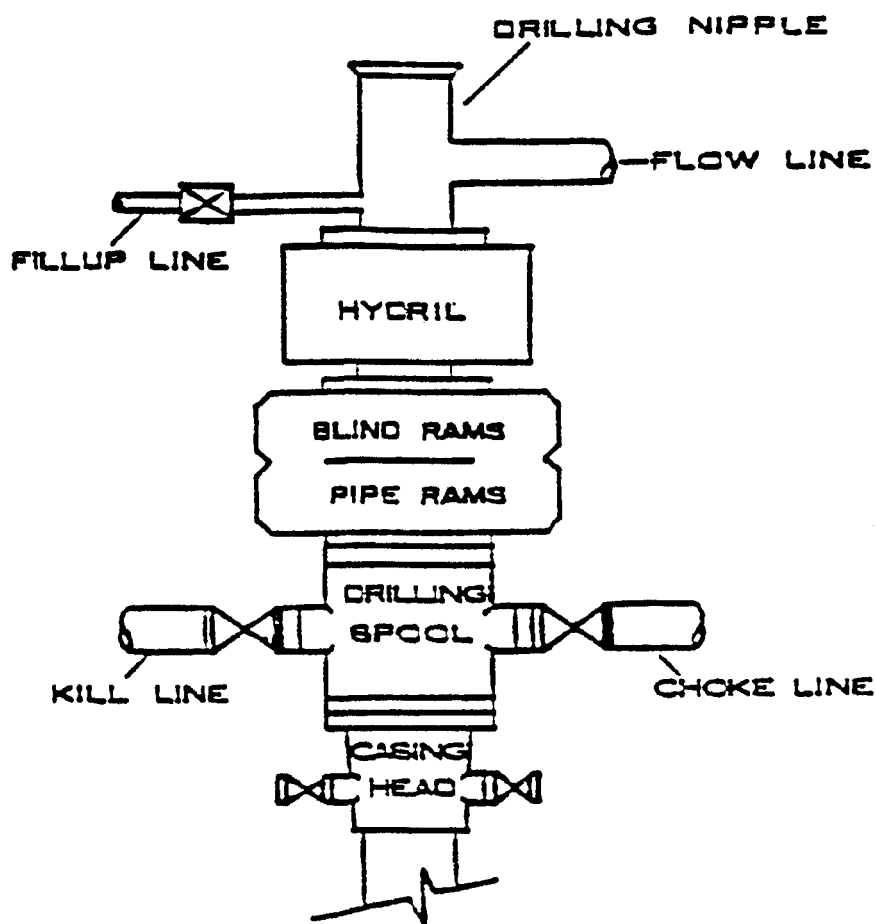 DRILLING NIPPLE
FLOW LINE
FILLUP LINE
HYDRIL
BLIND RAMS
PIPE RAMS
DRILLING
SPOOL
KILL LINE
CHOKE LINE
CASING
HEAD